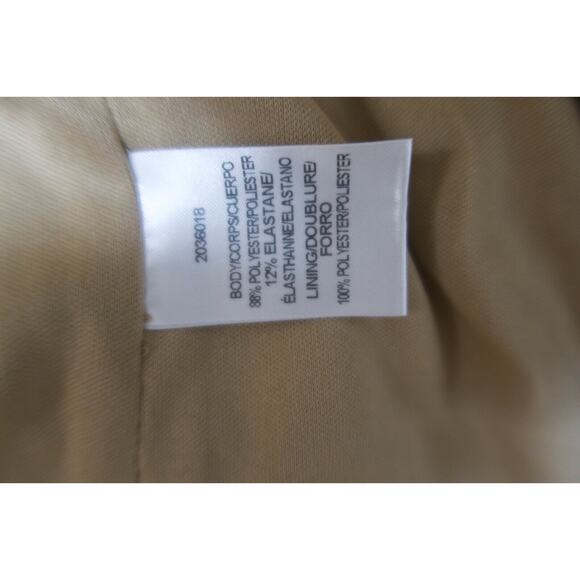 2036018
BODY/CORPS/CUERPO
88% POLYESTER/POLIESTER
12% ELASTANE/
ÉLASTHANNE/ELASTANO
LINING/DOUBLURE/
FORRO
100% POLYESTER/POLIESTER